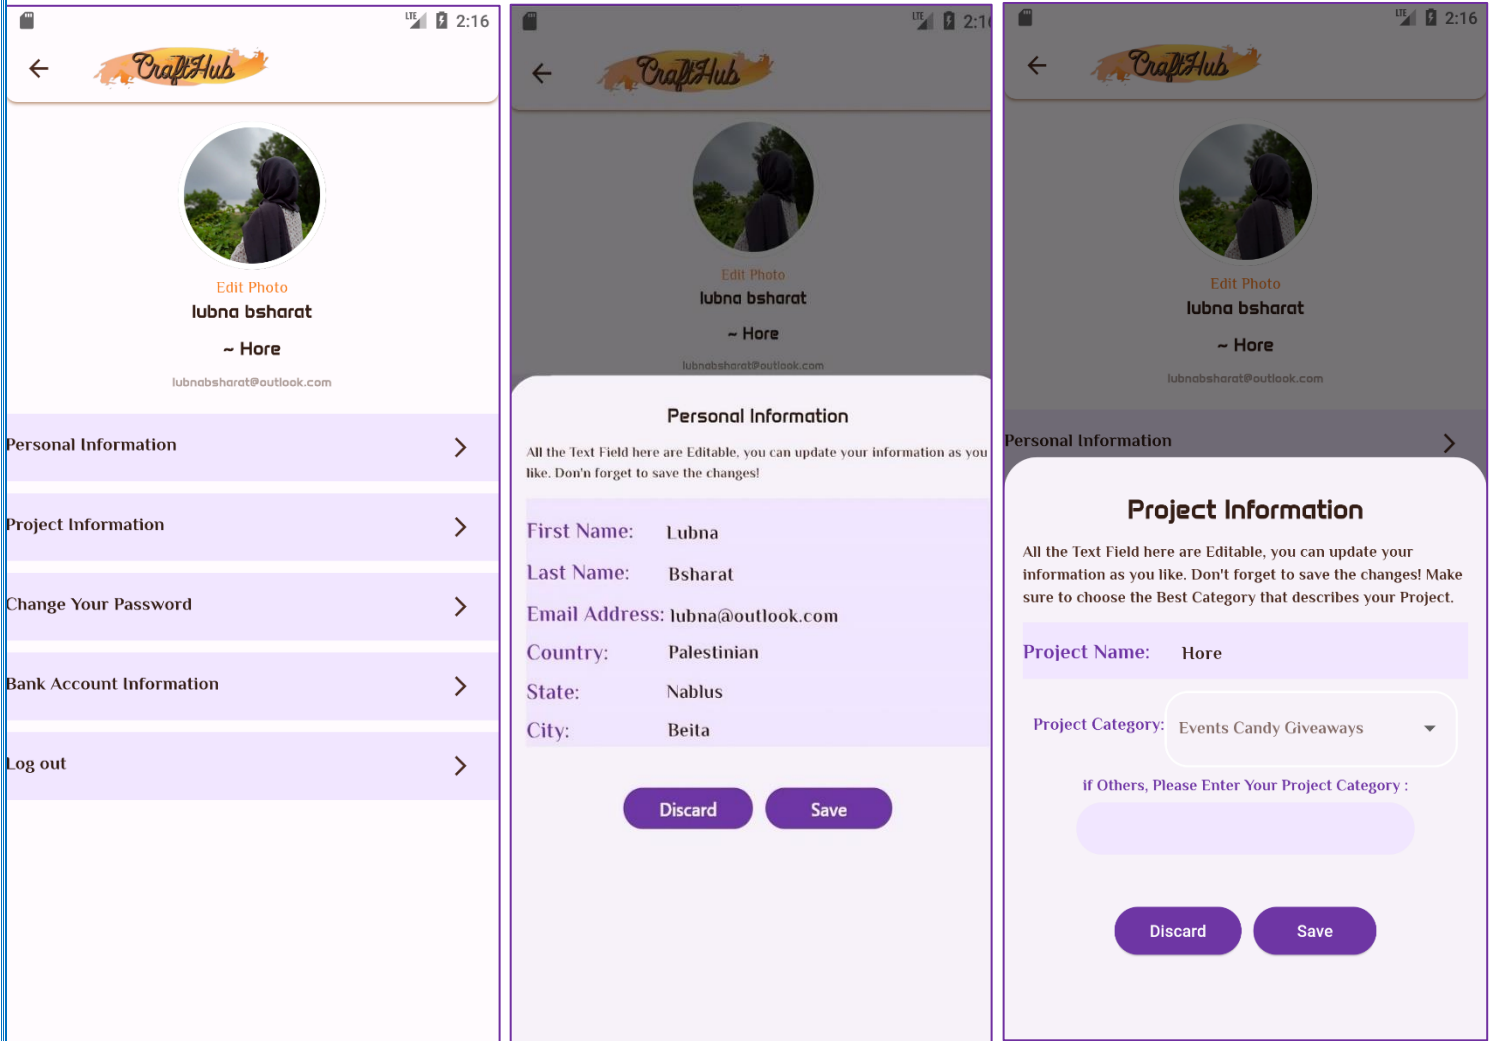 LTE 2:16
CraftHub
Edit Photo
lubna bsharat
~ Hore
lubnabsharat@outlook.com
Personal Information
Project Information
Change Your Password
Bank Account Information
Log out
LTE 2:16
CraftHub
Edit Photo
lubna bsharat
~ Hore
lubnabsharat@outlook.com
Personal Information
All the Text Field here are Editable, you can update your information as you
like. Don'n forget to save the changes!
First Name: Lubna
Last Name: Bsharat
Email Address: lubna@outlook.com
Country: Palestinian
State: Nablus
City: Beita
Discard Save
LTE 2:16
CraftHub
Edit Photo
lubna bsharat
~ Hore
lubnabsharat@outlook.com
Personal Information
Project Information
All the Text Field here are Editable, you can update your
information as you like. Don't forget to save the changes! Make
sure to choose the Best Category that describes your Project.
Project Name: Hore
Project Category: Events Candy Giveaways
if Others, Please Enter Your Project Category :
Discard Save